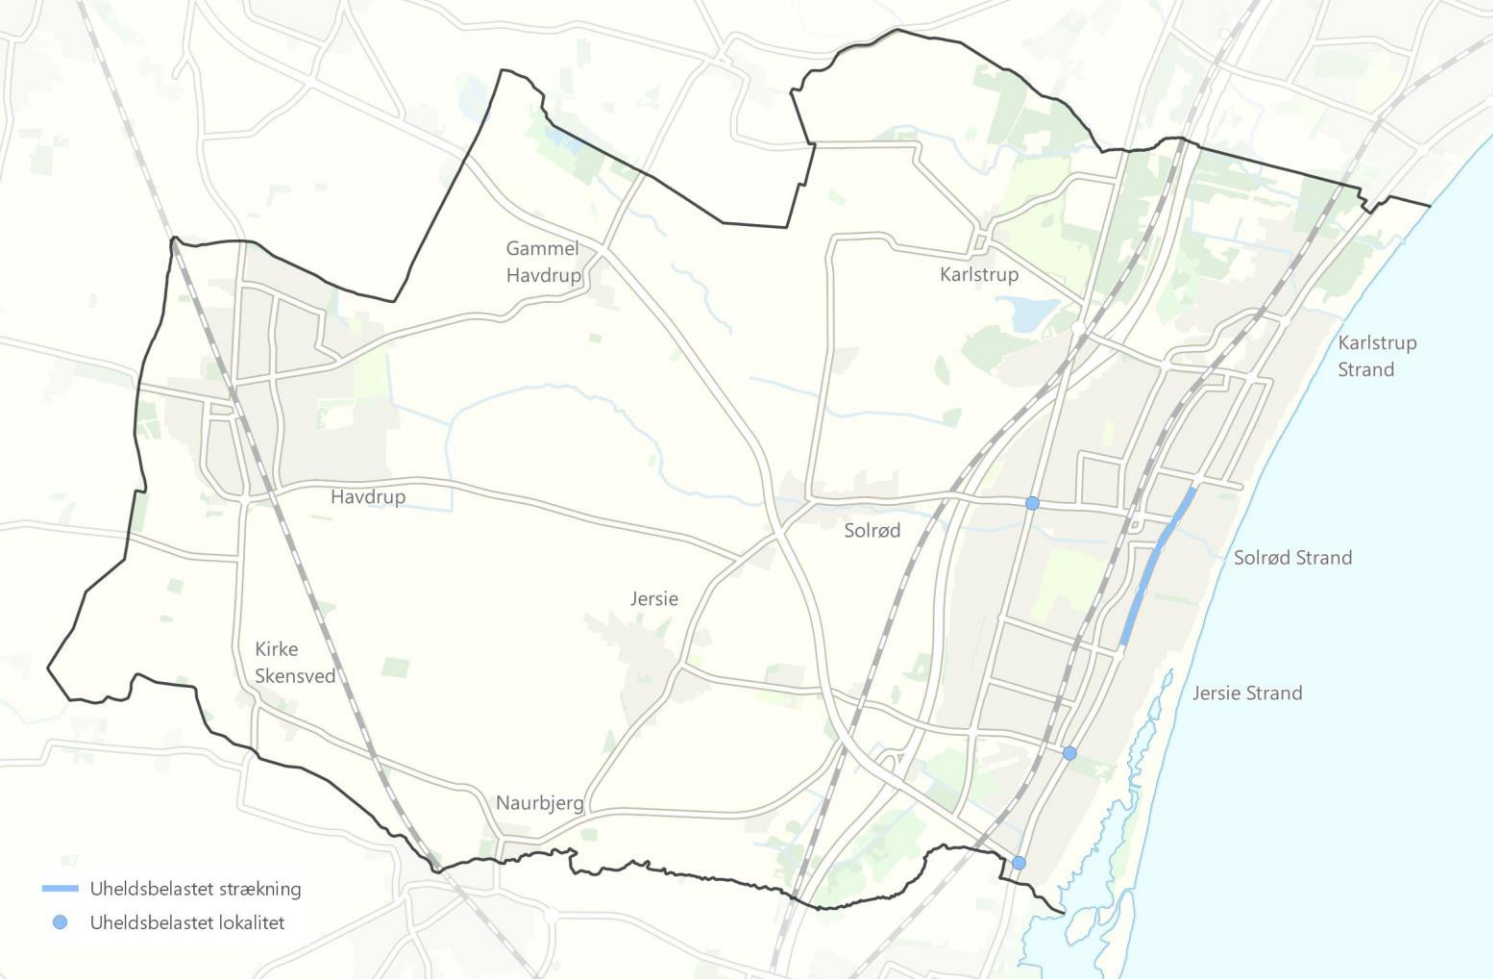 Gammel
Havdrup
Karlstrup
Karlstrup
Strand
Havdrup
Solrød
Solrød Strand
Jersie
Kirke
Skensved
Jersie Strand
Naurbjerg
Uheldsbelastet strækning
Uheldsbelastet lokalitet